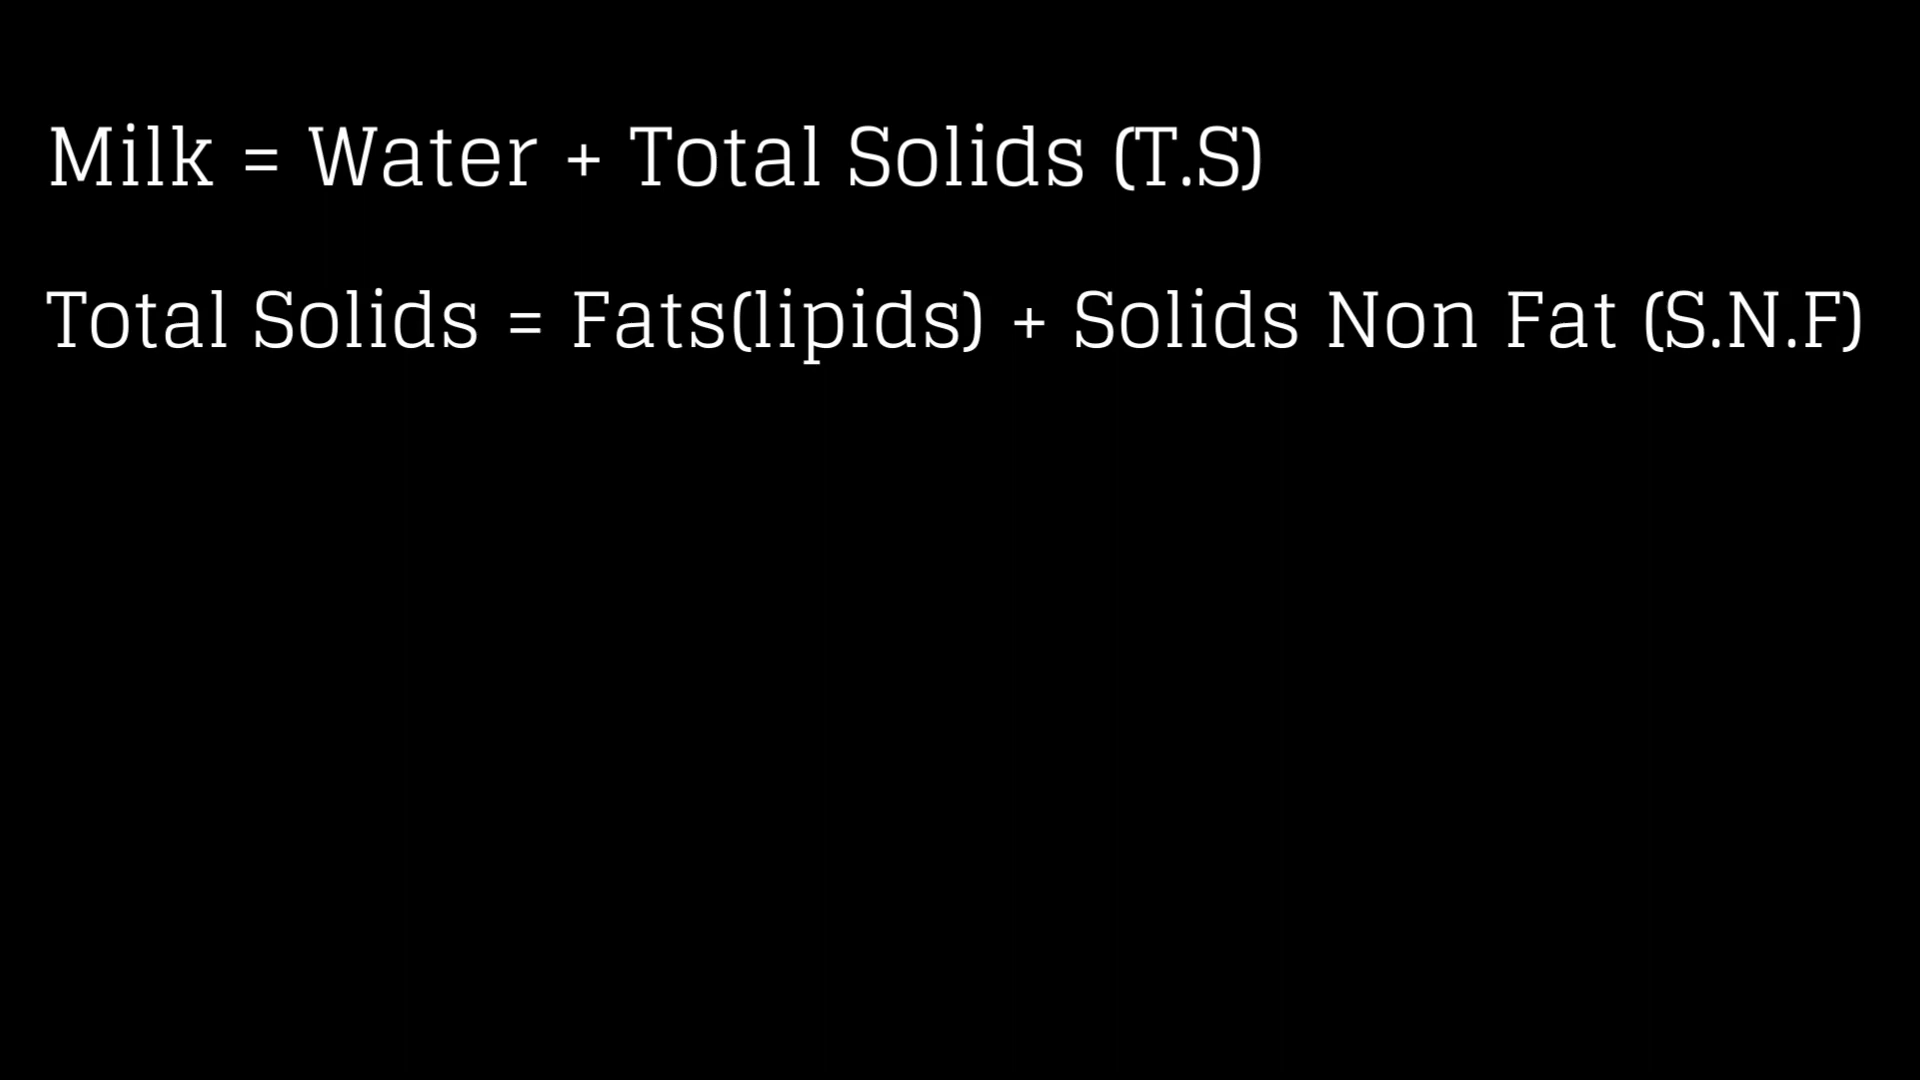 Milk = Water + Total Solids (T.S)
Total Solids = Fats(lipids) + Solids Non Fat (S.N.F)